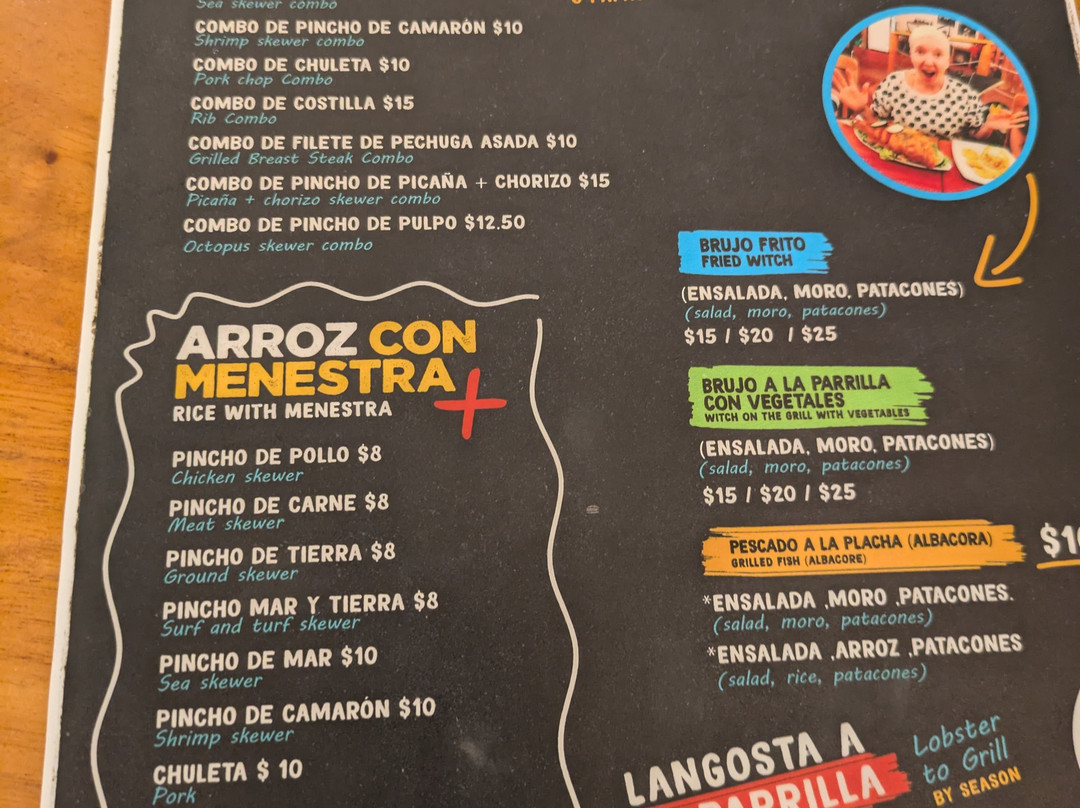 Sea skewer combo
COMBO DE PINCHO DE CAMARÓN $10
Shrimp skewer combo
COMBO DE CHULETA $10
Pork chop Combo
COMBO DE COSTILLA $15
Rib Combo
COMBO DE FILETE DE PECHUGA ASADA $10
Grilled Breast Steak Combo
COMBO DE PINCHO DE PICAÑA + CHORIZO $15
Picaña + chorizo skewer combo
COMBO DE PINCHO DE PULPO $12.50
Octopus skewer combo
ARROZ CON
MENESTRA +
RICE WITH MENESTRA
PINCHO DE POLLO $8
Chicken skewer
PINCHO DE CARNE $8
Meat skewer
PINCHO DE TIERRA $8
Ground skewer
PINCHO MAR Y TIERRA $8
Surf and turf skewer
PINCHO DE MAR $10
Sea skewer
PINCHO DE CAMARÓN $10
Shrimp skewer
CHULETA $ 10
Pork
BRUJO FRITO
FRIED WITCH
(ENSALADA, MORO, PATACONES)
(salad, moro, patacones)
$15 / $20 / $25
BRUJO A LA PARRILLA
CON VEGETALES
WITCH ON THE GRILL WITH VEGETABLES
(ENSALADA, MORO, PATACONES)
(salad, moro, patacones)
$15 / $20 / $25
PESCADO A LA PLACHA (ALBACORA)
GRILLED FISH (ALBACORE)
*ENSALADA ,MORO ,PATACONES.
(salad, moro, patacones)
*ENSALADA ,ARROZ ,PATACONES
(salad, rice, patacones)
LANGOSTA A
PARRILLA
Lobster
to Grill
BY SEASON